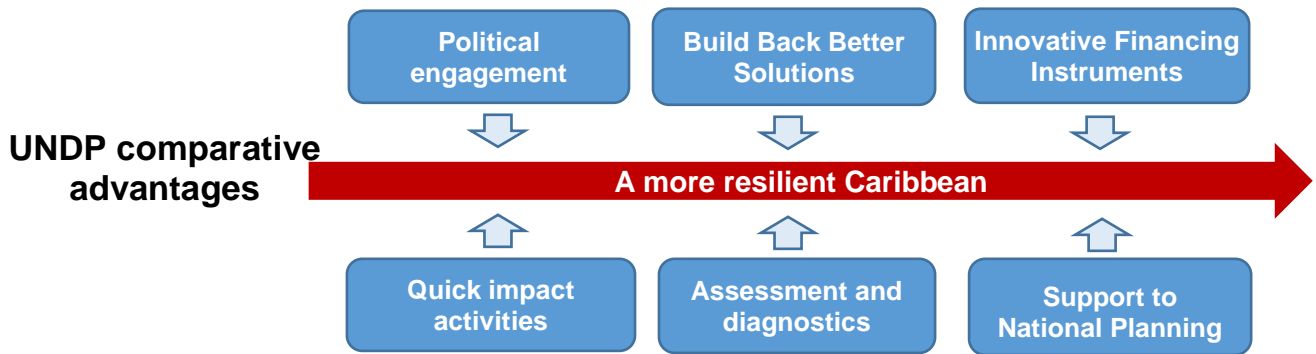 Political
engagement
Build Back Better
Solutions
Innovative Financing
Instruments
UNDP comparative
advantages
A more resilient Caribbean
Quick impact
activities
Assessment and
diagnostics
Support to
National Planning